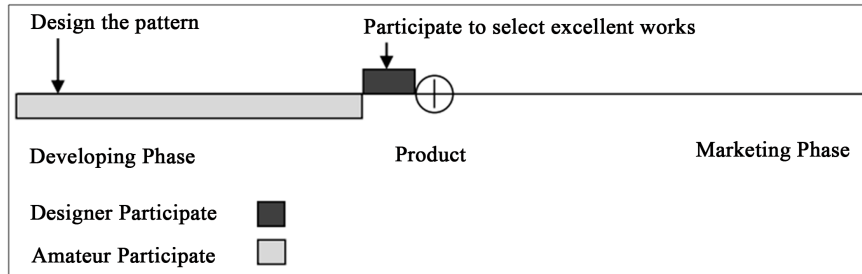 Design the pattern
Participate to select excellent works
Developing Phase
Product
Marketing Phase
Designer Participate
Amateur Participate